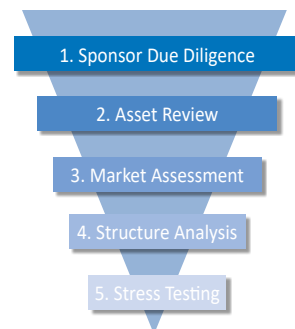 1. Sponsor Due Diligence
2. Asset Review
3. Market Assessment
4. Structure Analysis
5. Stress Testing